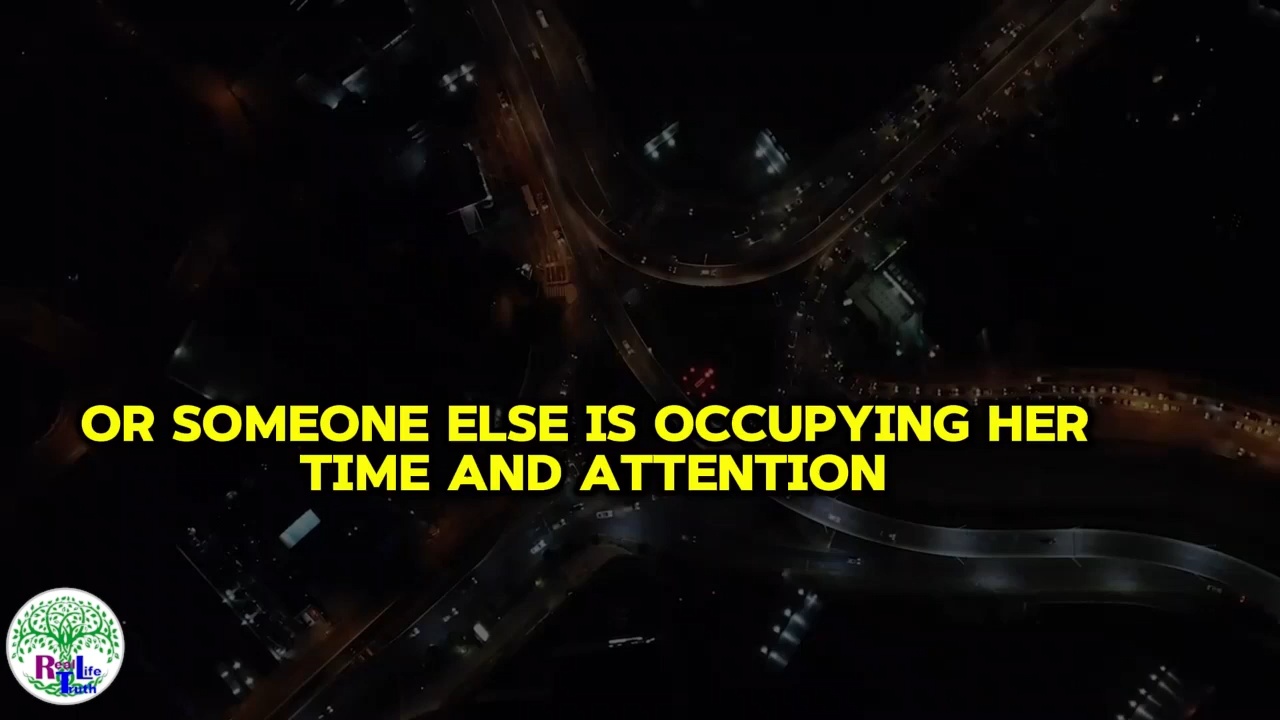 OR SOMEONE ELSE IS OCCUPYING HER
TIME AND ATTENTION
Real Life
Truth